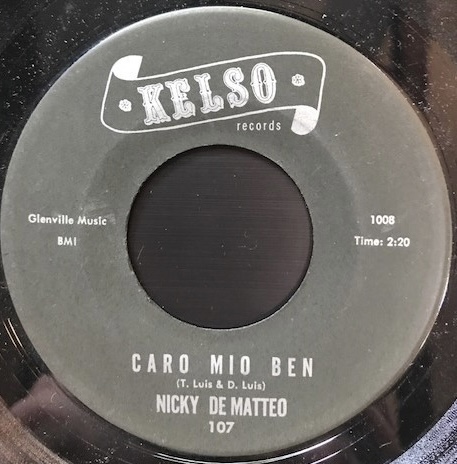 KELSO
records
Glenville Music
BMI
1008
Time: 2:20
CARO MIO BEN
(T. Luis & D. Luis)
NICKY DE MATTEO
107